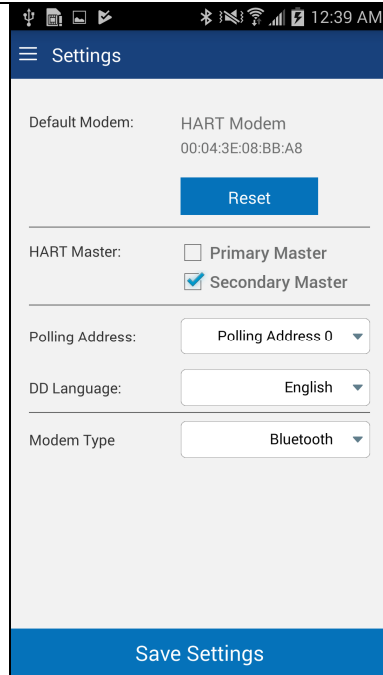 12:39 AM
Settings
Default Modem: HART Modem
00:04:3E:08:BB:A8
Reset
HART Master: Primary Master
Secondary Master
Polling Address: Polling Address 0
DD Language: English
Modem Type Bluetooth
Save Settings